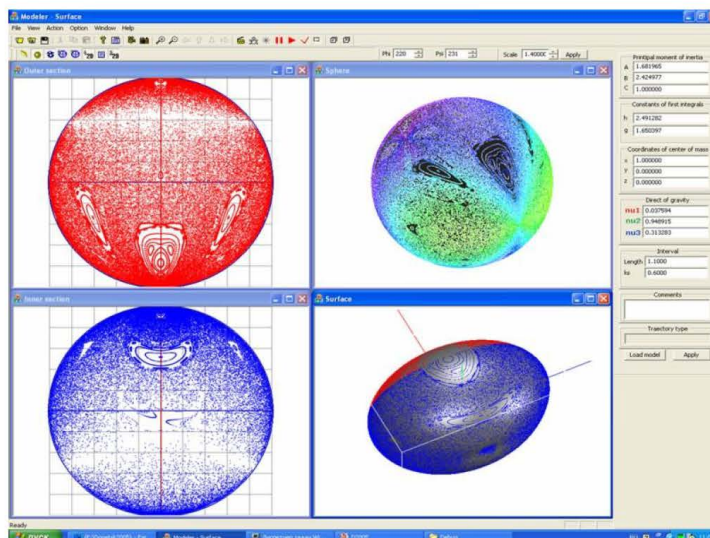 Modeler - Surface
File View Action Option Window Help
Phi 220 Psi 231 Scale 1.4000 Apply
Outer section
Sphere
Inner section
Surface
Principal moment of inertia
A 1.681965
B 2.424977
C 1.000000
Constants of first integrals
h 2.491282
g 1.650397
Coordinates of center of mass
x 1.000000
y 0.000000
z 0.000000
Direct of gravity
nu1 0.037594
nu2 0.948915
nu3 0.313283
Interval
Length 1.1000
ks 0.6000
Comments
Trajectory type
Load model Apply
Ready
пуск
Modeler - Surface